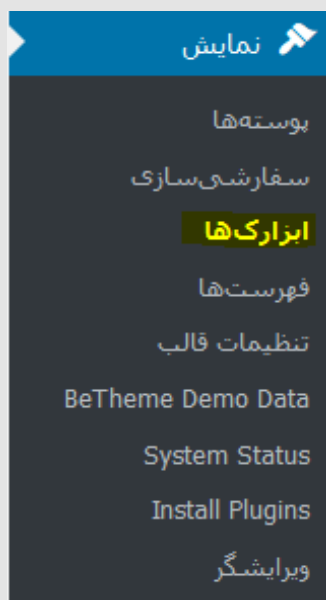 نمایش
پوسته‌ها
سفارشی‌سازی
ابزارک‌ها
فهرست‌ها
تنظیمات قالب
BeTheme Demo Data
System Status
Install Plugins
ویرایشگر